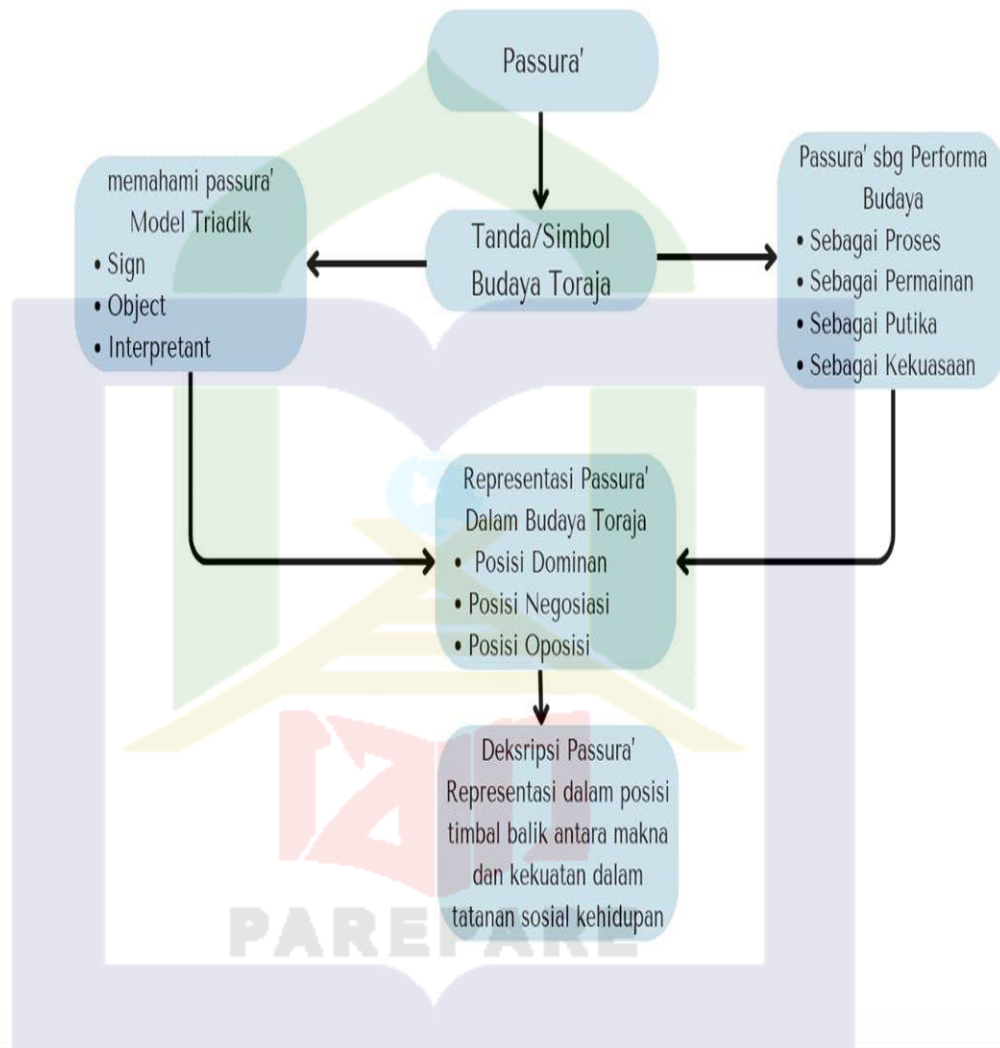 Passura'
Tanda/Simbol
Budaya Toraja
memahami passura'
Model Triadik
• Sign
• Object
• Interpretant
Passura' sbg Performa
Budaya
• Sebagai Proses
• Sebagai Permainan
• Sebagai Putika
• Sebagai Kekuasaan
Representasi Passura'
Dalam Budaya Toraja
• Posisi Dominan
• Posisi Negosiasi
• Posisi Oposisi
Deksripsi Passura'
Representasi dalam posisi
timbal balik antara makna
dan kekuatan dalam
tatanan sosial kehidupan
PAREPARE